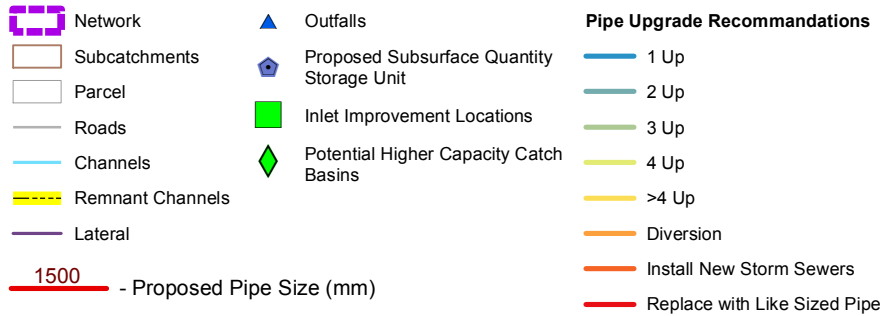 Network
Subcatchments
Parcel
Roads
Channels
Remnant Channels
Lateral
1500
- Proposed Pipe Size (mm)
Outfalls
Proposed Subsurface Quantity
Storage Unit
Inlet Improvement Locations
Potential Higher Capacity Catch
Basins
Pipe Upgrade Recommandations
1 Up
2 Up
3 Up
4 Up
>4 Up
Diversion
Install New Storm Sewers
Replace with Like Sized Pipe